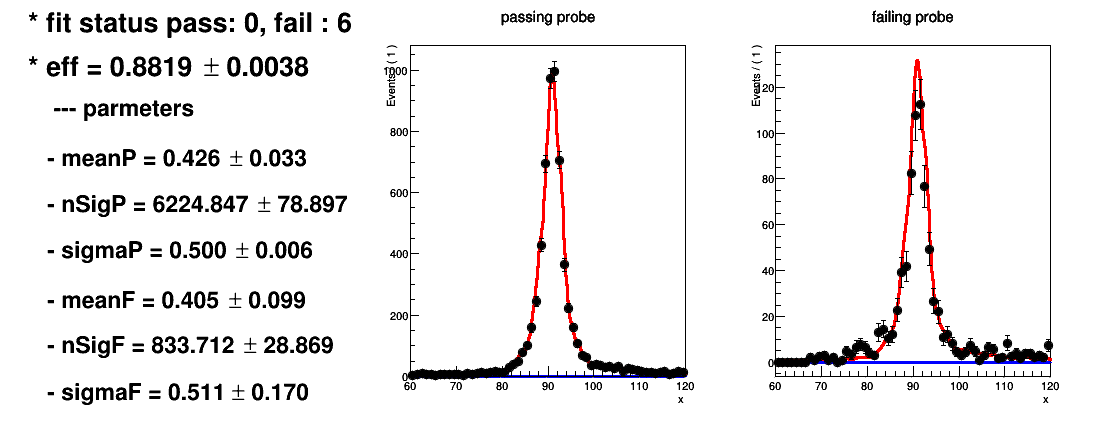 * fit status pass: 0, fail : 6
* eff = 0.8819 ± 0.0038
--- parmeters
- meanP = 0.426 ± 0.033
- nSigP = 6224.847 ± 78.897
- sigmaP = 0.500 ± 0.006
- meanF = 0.405 ± 0.099
- nSigF = 833.712 ± 28.869
- sigmaF = 0.511 ± 0.170
passing probe
Events / ( 1 )
1000
800
600
400
200
0
60 70 80 90 100 110 120
x
failing probe
Events / ( 1 )
120
100
80
60
40
20
0
60 70 80 90 100 110 120
x